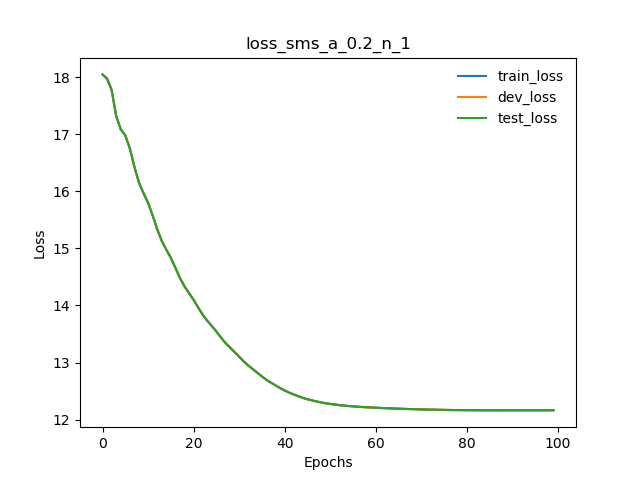 loss_sms_a_0.2_n_1
train_loss
dev_loss
test_loss
18
17
16
15
14
13
12
Loss
0 20 40 60 80 100
Epochs